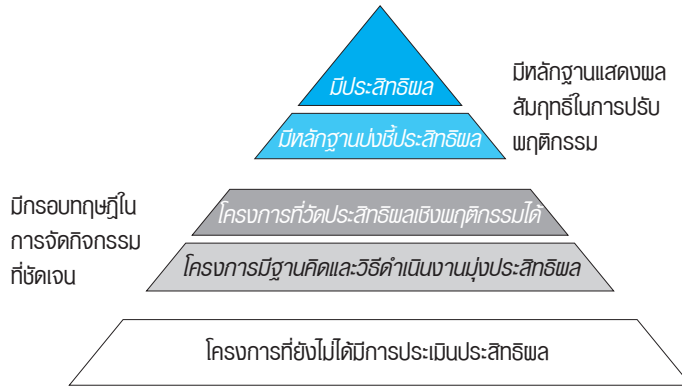 มีประสิทธิผล
มีหลักฐานบ่งชี้ประสิทธิผล
มีหลักฐานแสดงผล
สัมฤทธิ์ในการปรับ
พฤติกรรม
มีกรอบทฤษฎีใน
การจัดกิจกรรม
ที่ชัดเจน
โครงการที่วัดประสิทธิผลเชิงพฤติกรรมได้
โครงการมีฐานคิดและวิธีดำเนินงานมุ่งประสิทธิผล
โครงการที่ยังไม่ได้มีการประเมินประสิทธิผล